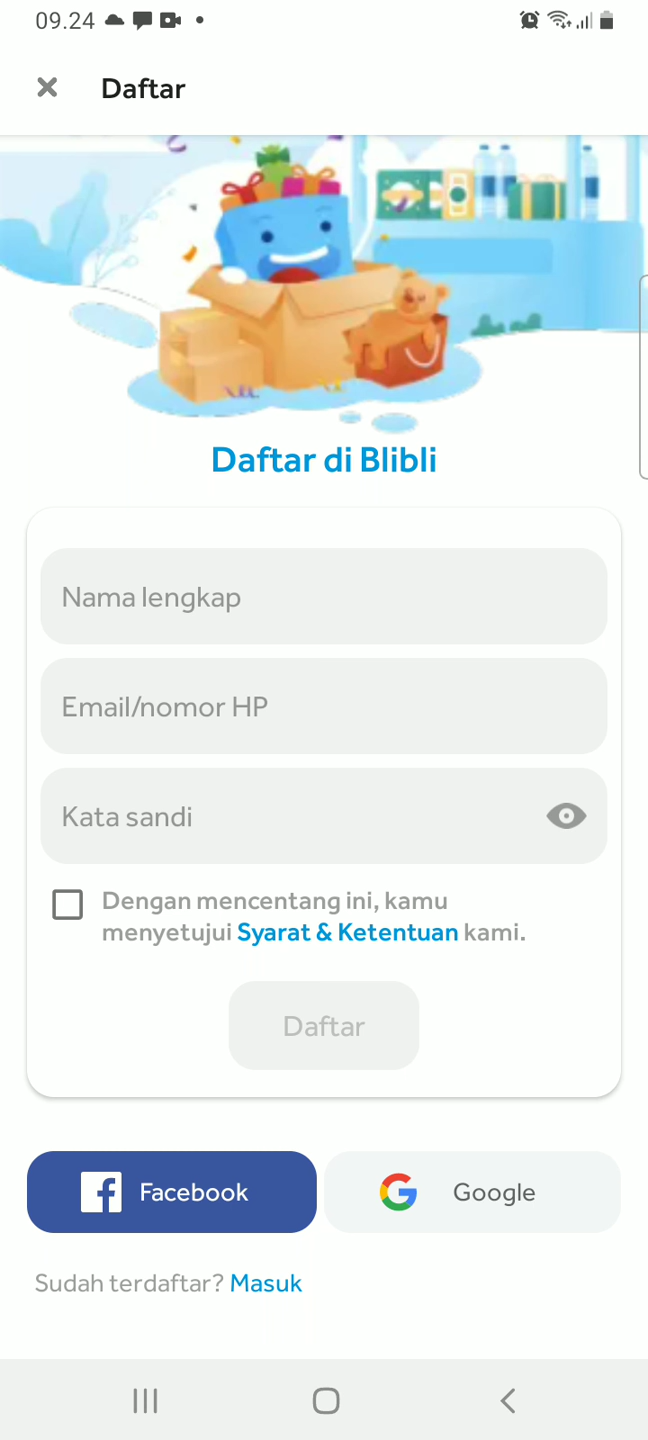 09.24
Daftar
Daftar di Blibli
Nama lengkap
Email/nomor HP
Kata sandi
Dengan mencentang ini, kamu
menyetujui Syarat & Ketentuan kami.
Daftar
Facebook
Google
Sudah terdaftar? Masuk